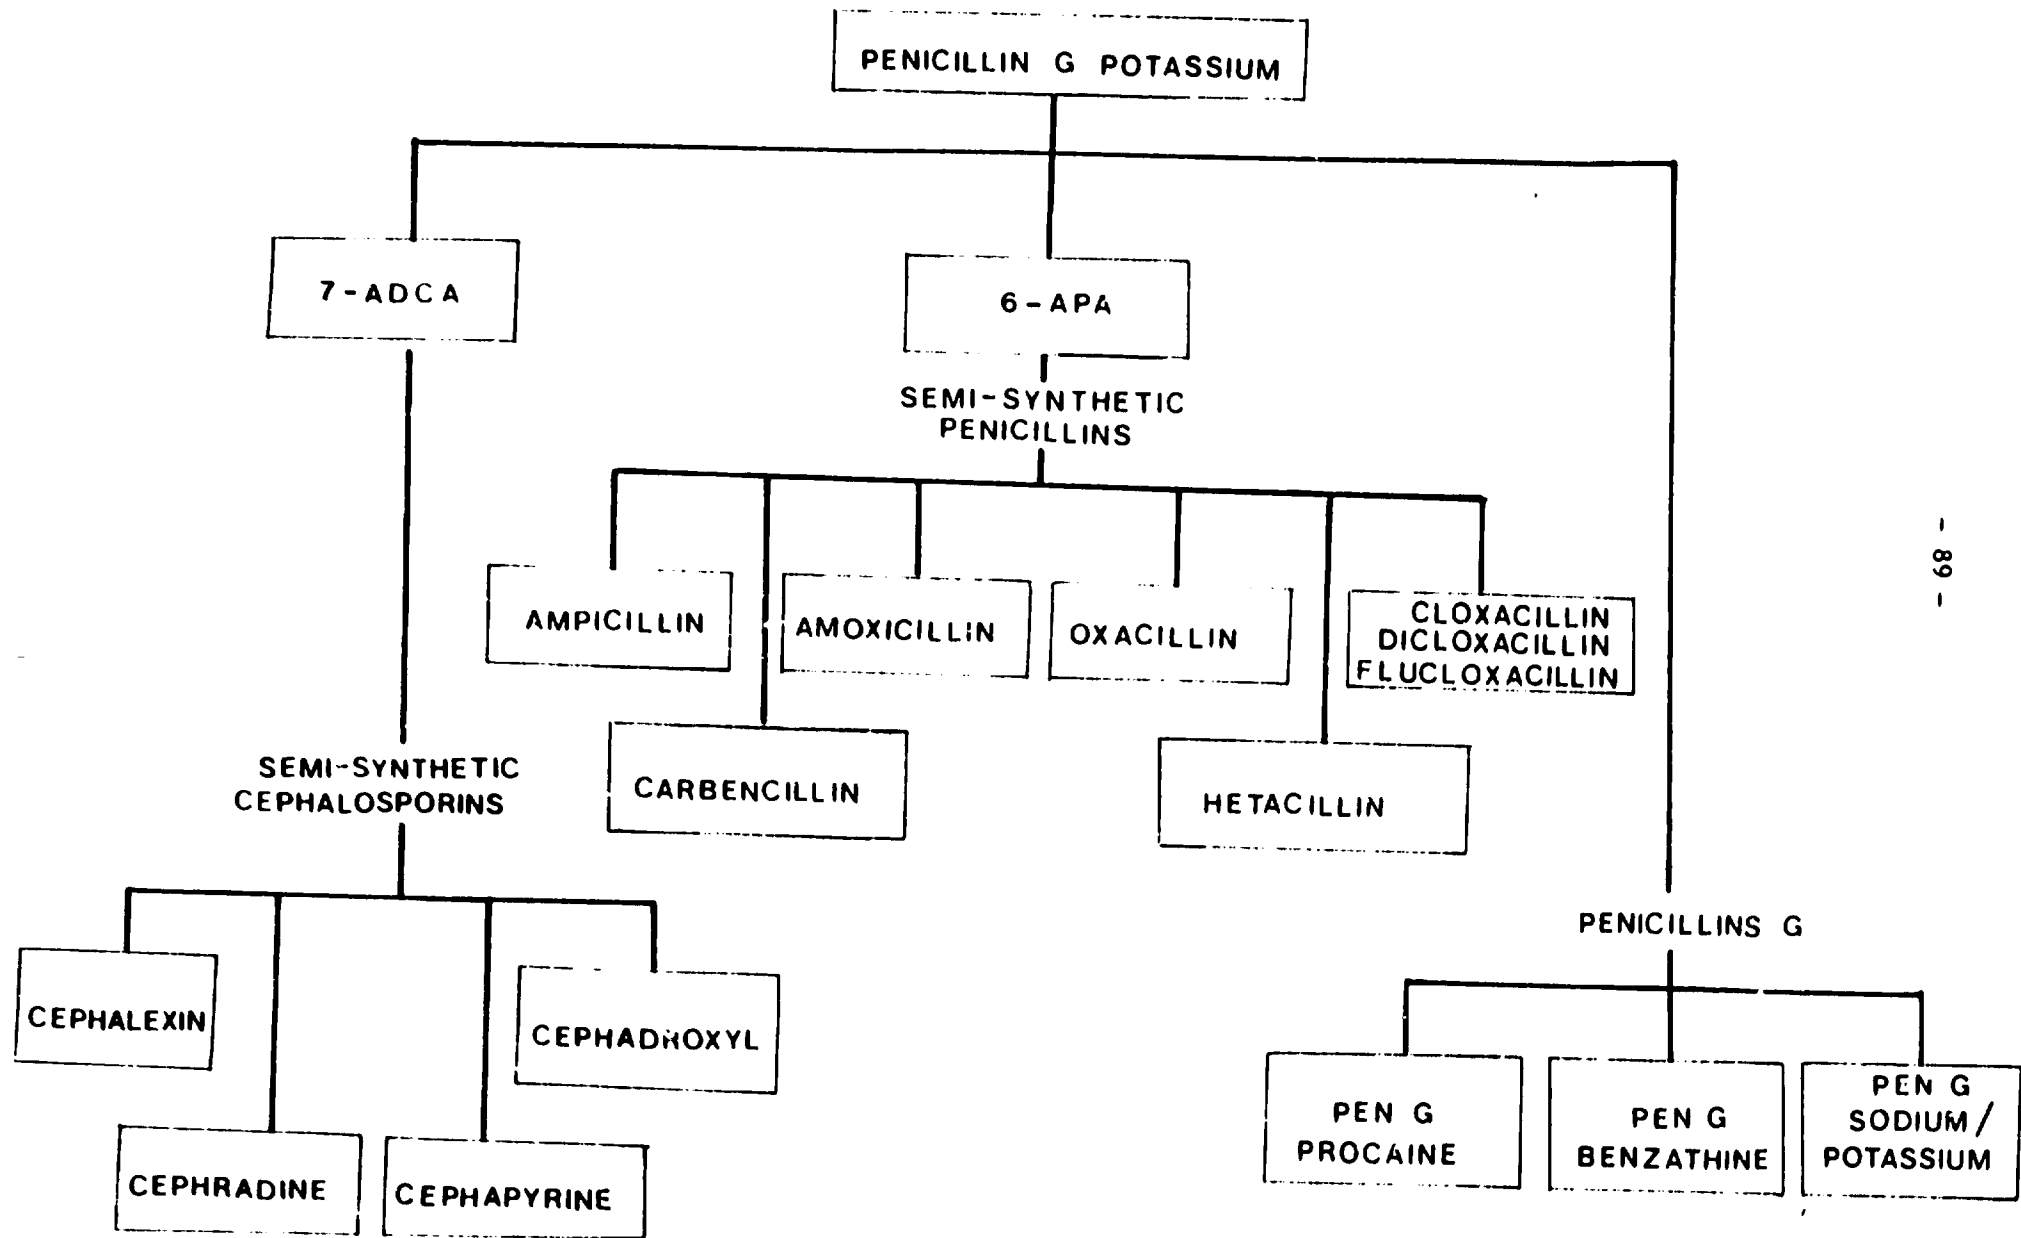 PENICILLIN G POTASSIUM
7-ADCA
6-APA
SEMI-SYNTHETIC
PENICILLINS
AMPICILLIN
AMOXICILLIN
OXACILLIN
CLOXACILLIN
DICLOXACILLIN
FLUCLOXACILLIN
CARBENCILLIN
HETACILLIN
SEMI-SYNTHETIC
CEPHALOSPORINS
CEPHALEXIN
CEPHADROXYL
CEPHRADINE
CEPHAPYRINE
PENICILLINS G
PEN G
PROCAINE
PEN G
BENZATHINE
PEN G
SODIUM/
POTASSIUM
- 89 -